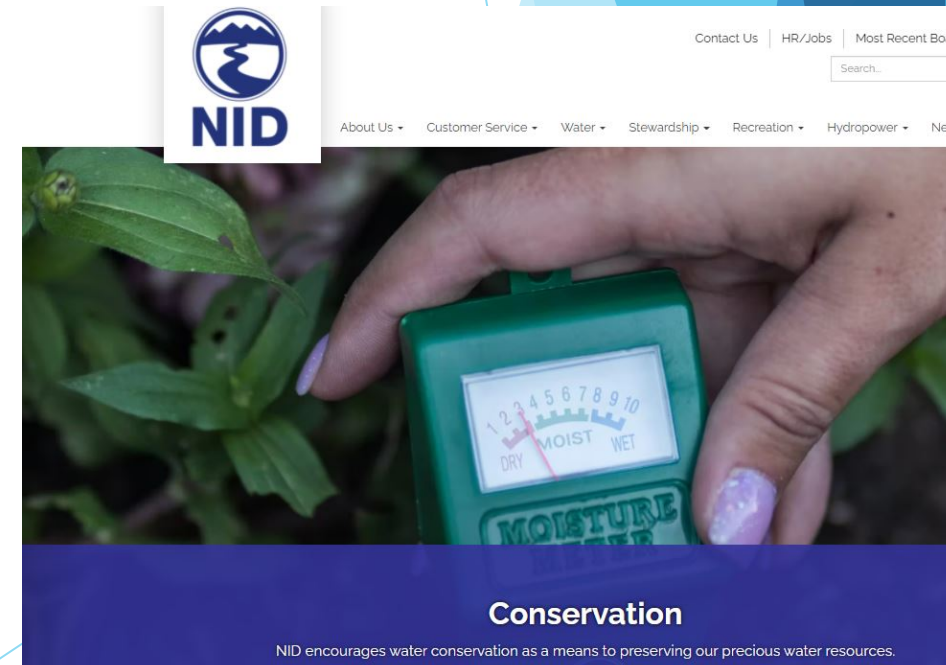 Contact Us HR/Jobs Most Recent Boa
Search...
NID
About Us Customer Service Water Stewardship Recreation Hydropower Ne
1 2 3 4 5 6 7 8 9 10
DRY MOIST WET
MOISTURE
METER
Conservation
NID encourages water conservation as a means to preserving our precious water resources.